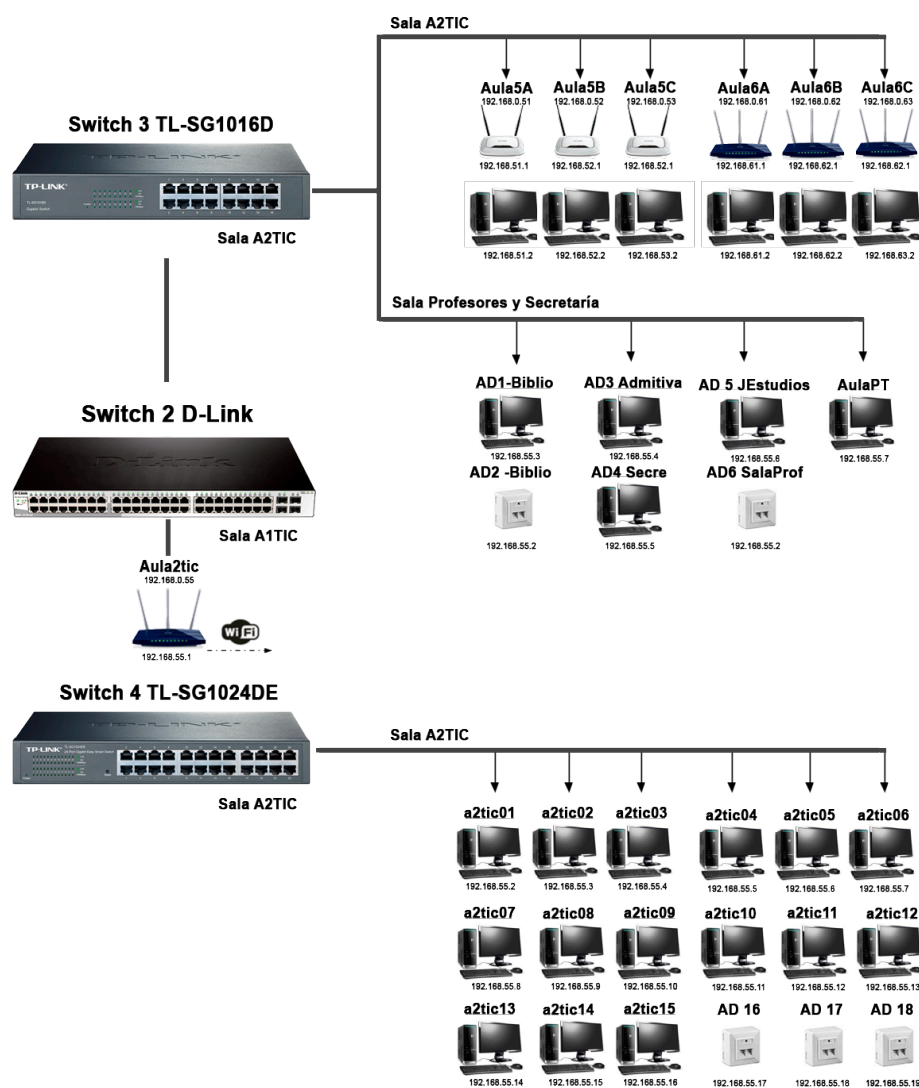 Sala A2TIC
Aula5A Aula5B Aula5C Aula6A Aula6B Aula6C
192.168.0.51 192.168.0.52 192.168.0.53 192.168.0.61 192.168.0.62 192.168.0.63
Switch 3 TL-SG1016D
192.168.51.1 192.168.52.1 192.168.52.1 192.168.61.1 192.168.62.1 192.168.62.1
TP-LINK
Gigabit Switch
Sala A2TIC
192.168.51.2 192.168.52.2 192.168.53.2 192.168.61.2 192.168.62.2 192.168.63.2
Sala Profesores y Secretaría
AD1-Biblio AD3 Admitiva AD 5 JEstudios AulaPT
192.168.55.3 192.168.55.4 192.168.55.6 192.168.55.7
Switch 2 D-Link
D-Link
AD2 -Biblio AD4 Secre AD6 SalaProf
192.168.55.2 192.168.55.5 192.168.55.2
Sala A1TIC
Aula2tic
192.168.0.55
Wi Fi
192.168.55.1
Switch 4 TL-SG1024DE
TP-LINK
Sala A2TIC
Sala A2TIC
a2tic01 a2tic02 a2tic03 a2tic04 a2tic05 a2tic06
192.168.55.2 192.168.55.3 192.168.55.4 192.168.55.5 192.168.55.6 192.168.55.7
a2tic07 a2tic08 a2tic09 a2tic10 a2tic11 a2tic12
192.168.55.8 192.168.55.9 192.168.55.10 192.168.55.11 192.168.55.12 192.168.55.13
a2tic13 a2tic14 a2tic15 AD 16 AD 17 AD 18
192.168.55.14 192.168.55.15 192.168.55.16 192.168.55.17 192.168.55.18 192.168.55.19